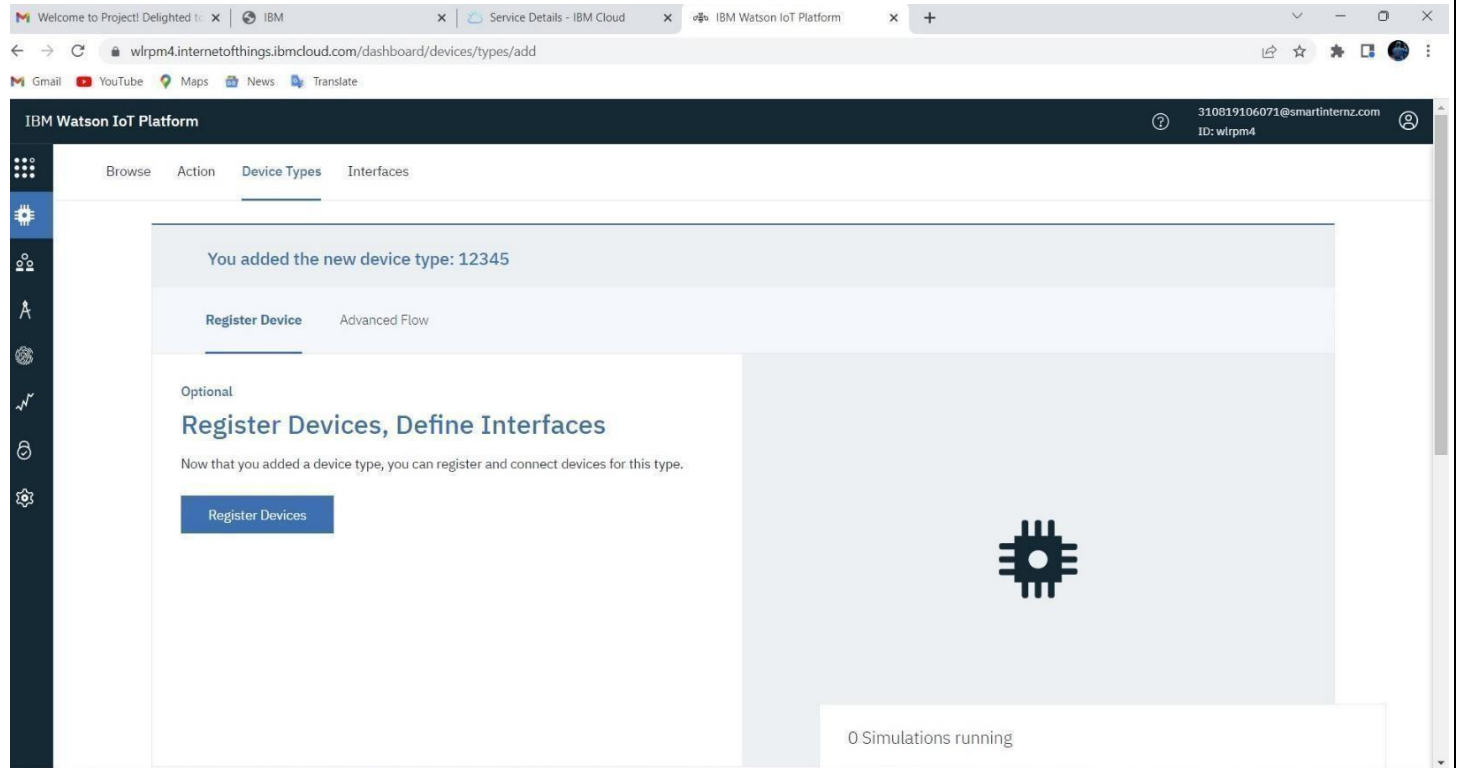 Welcome to Project! Delighted to
IBM
Service Details - IBM Cloud
IBM Watson IoT Platform
wlrpm4.internetofthings.ibmcloud.com/dashboard/devices/types/add
Gmail YouTube Maps News Translate
IBM Watson IoT Platform
310819106071@smartinternz.com
ID: wlrpm4
Browse Action Device Types Interfaces
You added the new device type: 12345
Register Device Advanced Flow
Optional
Register Devices, Define Interfaces
Now that you added a device type, you can register and connect devices for this type.
Register Devices
0 Simulations running